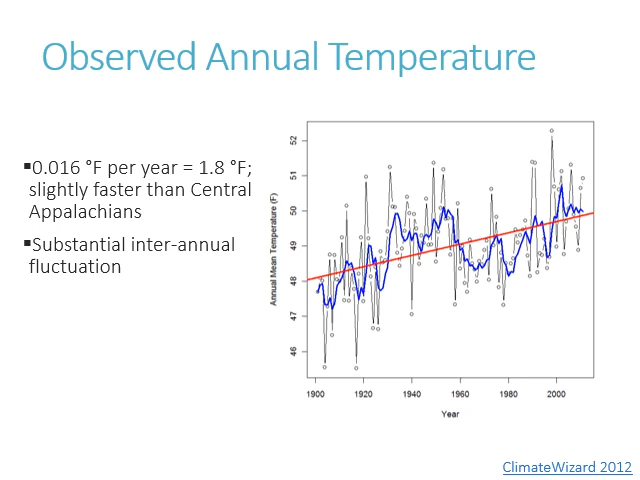 Observed Annual Temperature
▪0.016 °F per year = 1.8 °F;
slightly faster than Central
Appalachians
▪Substantial inter-annual
fluctuation
Annual Mean Temperature (F)
52
51
50
49
48
47
46
1900 1920 1940 1960 1980 2000
Year
ClimateWizard 2012